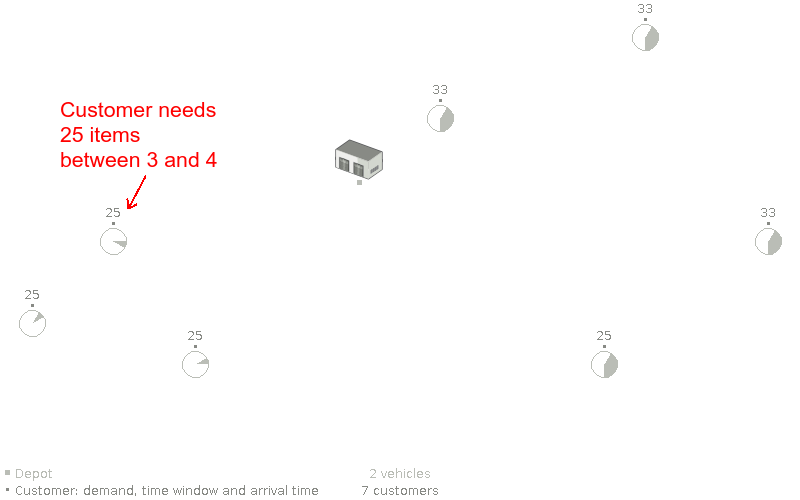 33
33
Customer needs
25 items
between 3 and 4
25
33
25
25
25
Depot
2 vehicles
Customer: demand, time window and arrival time
7 customers